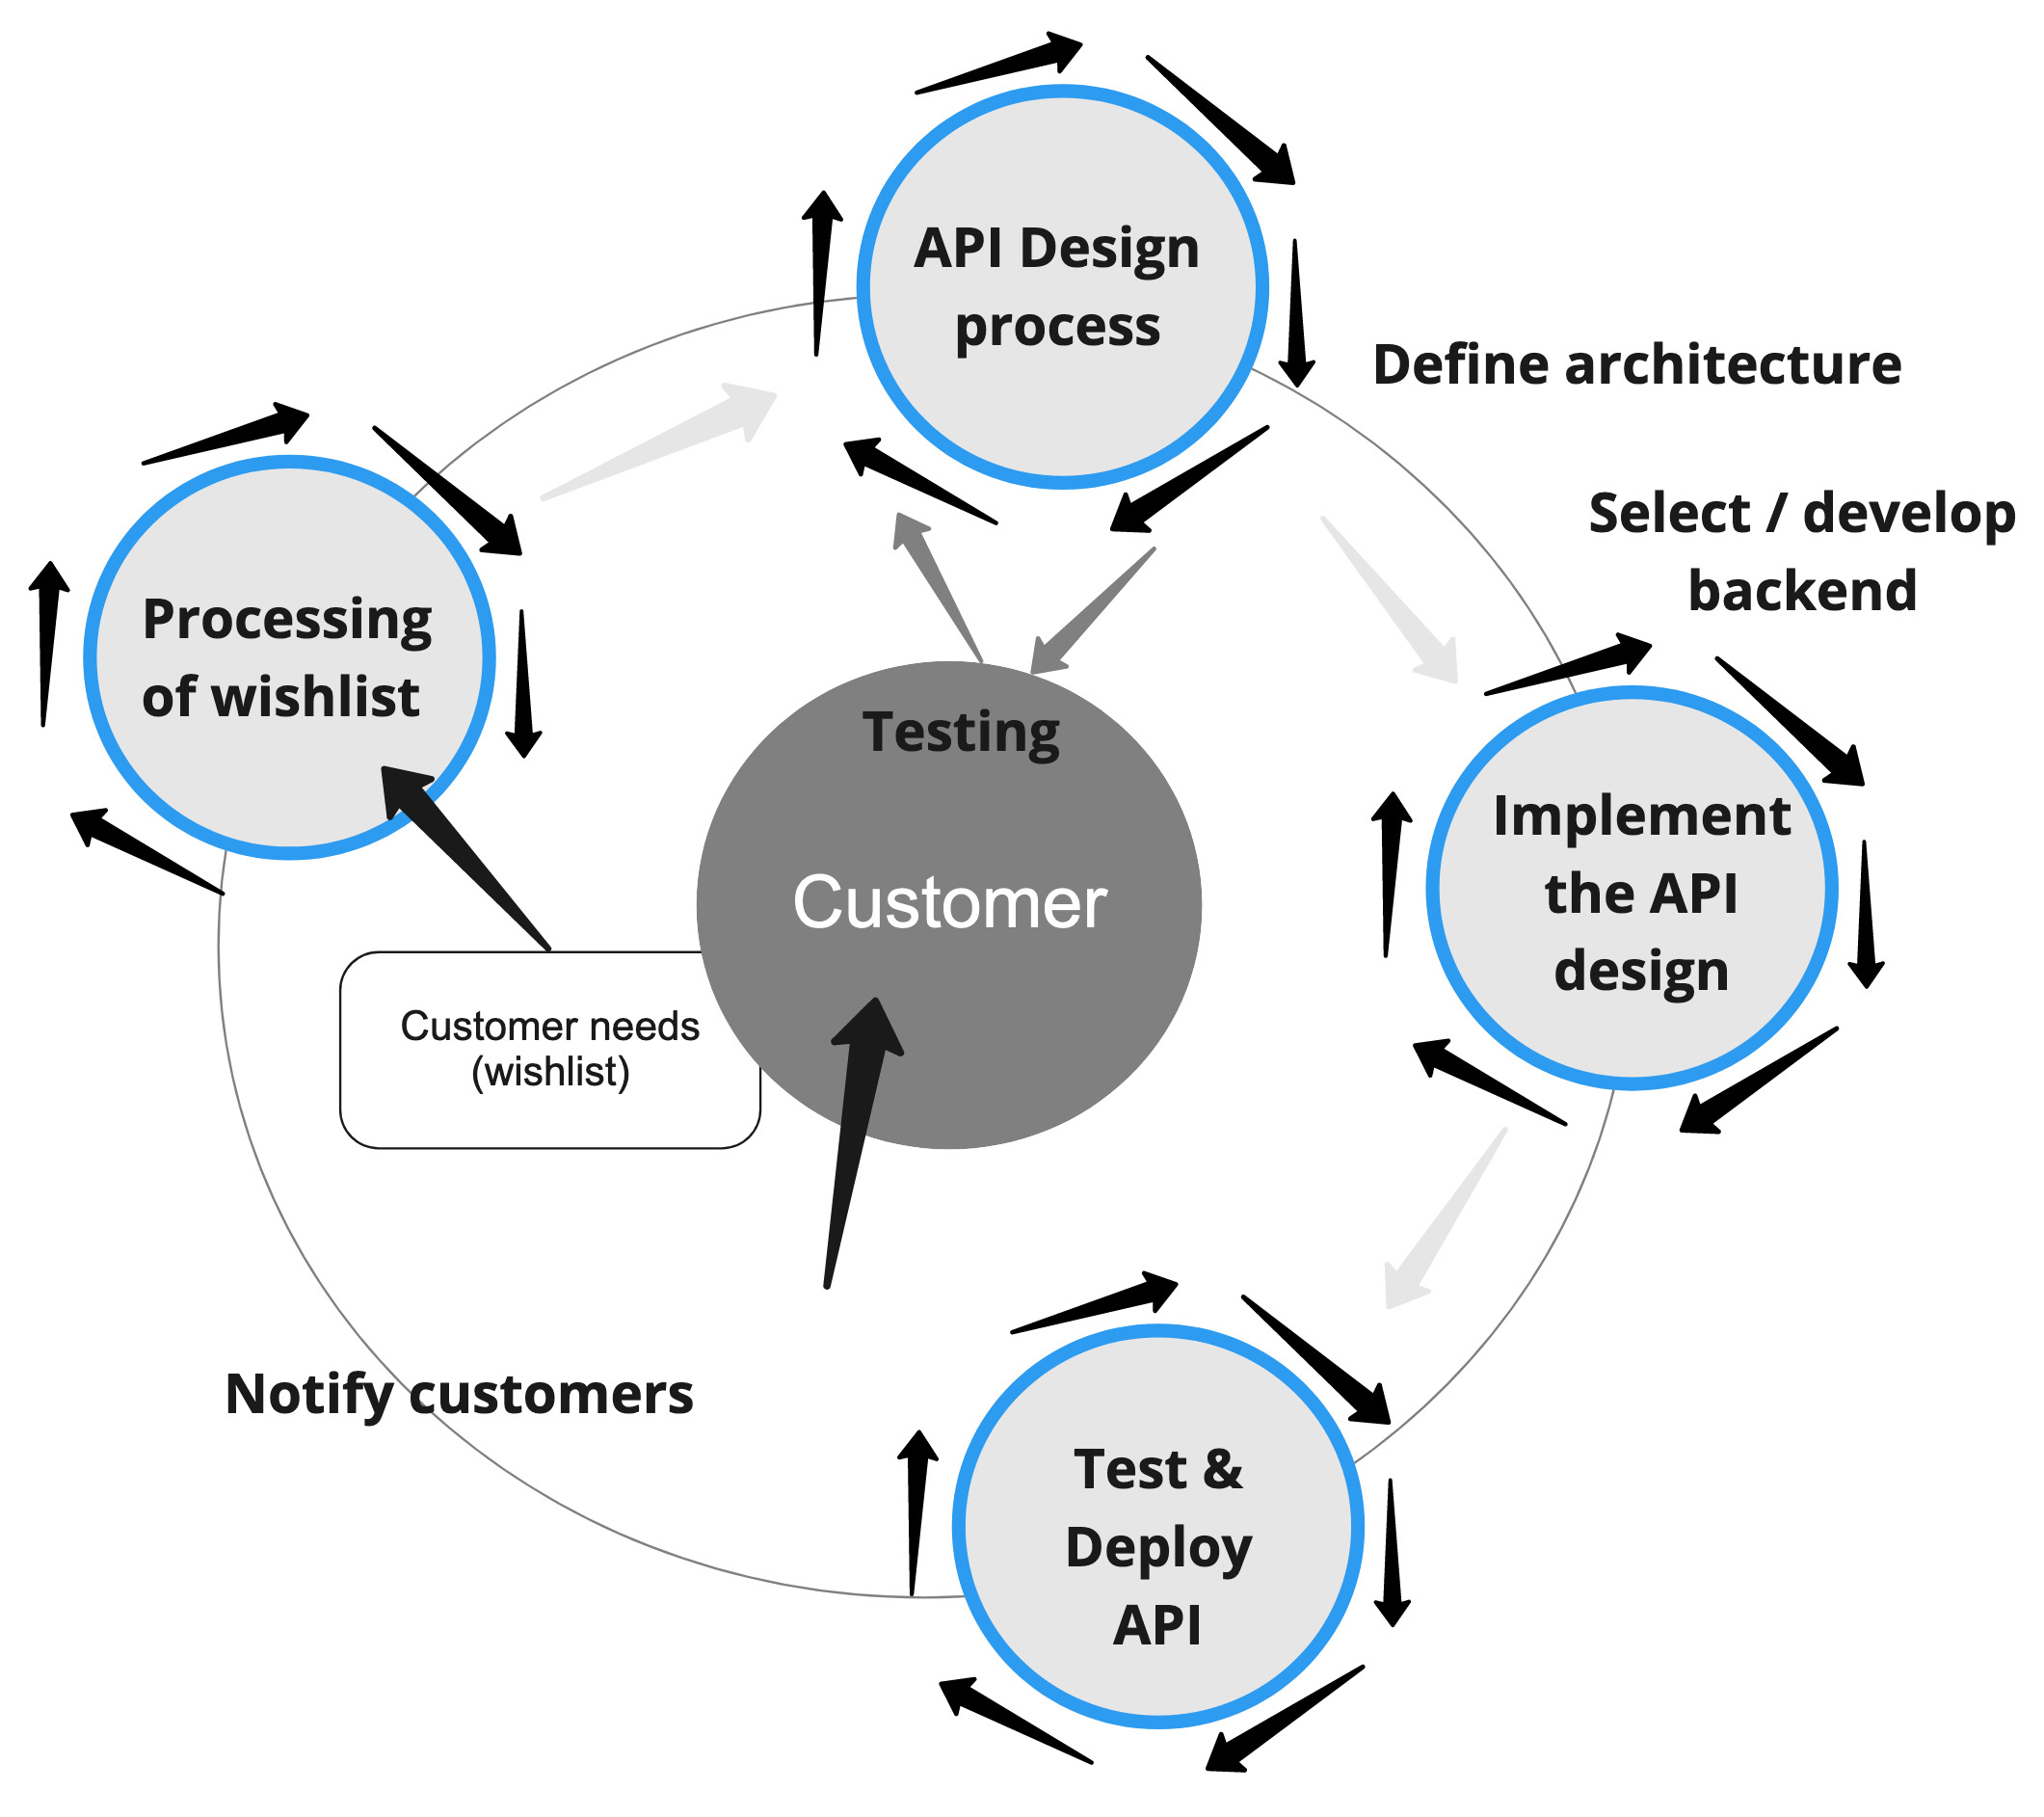 API Design
process
Define architecture
Select / develop
backend
Processing
of wishlist
Testing
Customer
Implement
the API
design
Customer needs
(wishlist)
Notify customers
Test &
Deploy
API